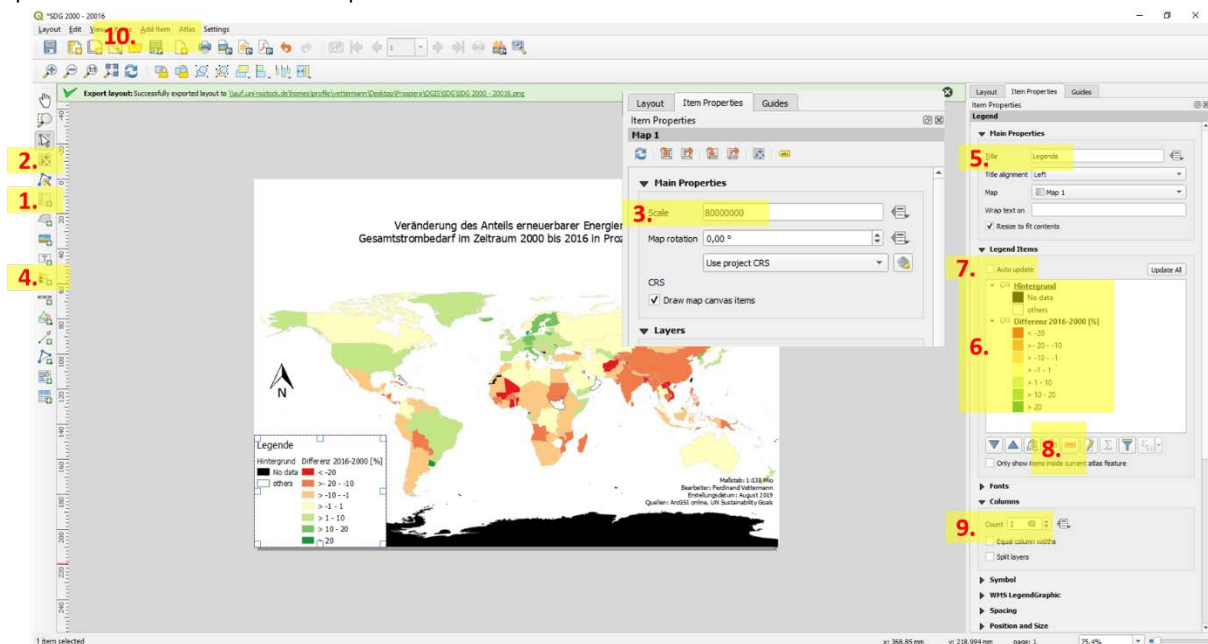 *SDG 2000 - 20016
Layout Edit View Items Add Item Atlas Settings
10.
1
Export layout: Successfully exported layout to \\auf.uni-rostock.de\homes\profile\vettermann\Desktop\Prospero\QGIS\SDG\SDG 2000 - 20016.png
2.
1.
4.
Veränderung des Anteils erneuerbarer Energien
Gesamtstrombedarf im Zeitraum 2000 bis 2016 in Proz
N
Legende
Hintergrund Differenz 2016-2000 [%]
No data < -20
others > - 20 - -10
> -10 - -1
> -1 - 1
> 1 - 10
> 10 - 20
> 20
Maßstab: 1:130 Mio
Bearbeiter: Ferdinand Vettermann
Erstellungsdatum: August 2019
Quellen: ArcGIS online, UN Sustainability Goals
Layout Item Properties Guides
Item Properties
Map 1
Main Properties
3. Scale 80000000
Map rotation 0,00 °
Use project CRS
CRS
Draw map canvas items
Layers
Layout Item Properties Guides
Item Properties
Legend
Main Properties
5. Title Legende
Title alignment Left
Map Map 1
Wrap text on
Resize to fit contents
Legend Items
7. Auto update Update All
Hintergrund
No data
others
Differenz 2016-2000 [%]
6.
< -20
> - 20 - -10
> -10 - -1
> -1 - 1
> 1 - 10
> 10 - 20
> 20
8.
Only show items inside current atlas feature
Fonts
Columns
9. Count 2
Equal column widths
Split layers
Symbol
WMS LegendGraphic
Spacing
Position and Size
1 item selected
x: 368.85 mm y: 218.994 mm page: 1 75.4%